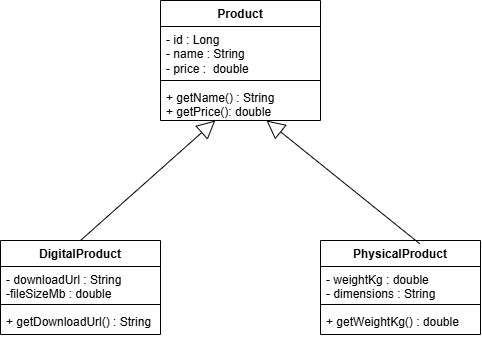 Product
- id : Long
- name : String
- price :  double
+ getName() : String
+ getPrice(): double
DigitalProduct
- downloadUrl : String
-fileSizeMb : double
+ getDownloadUrl() : String
PhysicalProduct
- weightKg : double
- dimensions : String
+ getWeightKg() : double